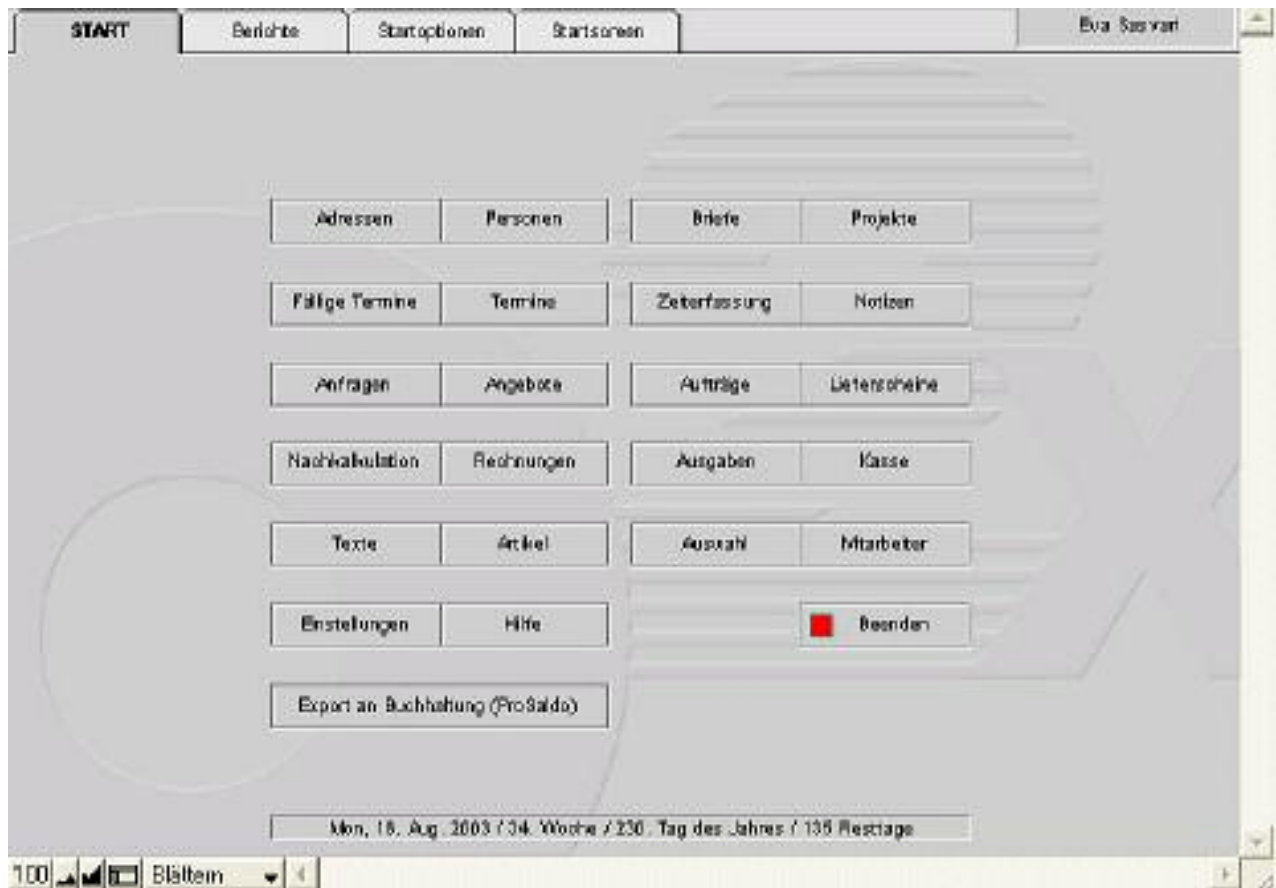 START Berichte Startoptionen Startscreen Eva Sasvari
Adressen Personen Briefe Projekte
Fällige Termine Termine Zeiterfassung Notizen
Anfragen Angebote Aufträge Lieferscheine
Nachkalkulation Rechnungen Ausgaben Kasse
Texte Artikel Auswahl Mitarbeiter
Einstellungen Hilfe Beenden
Export an Buchhaltung (ProSaldo)
Mon, 18. Aug. 2003 / 34. Woche / 230. Tag des Jahres / 135 Resttage
100 Blättern